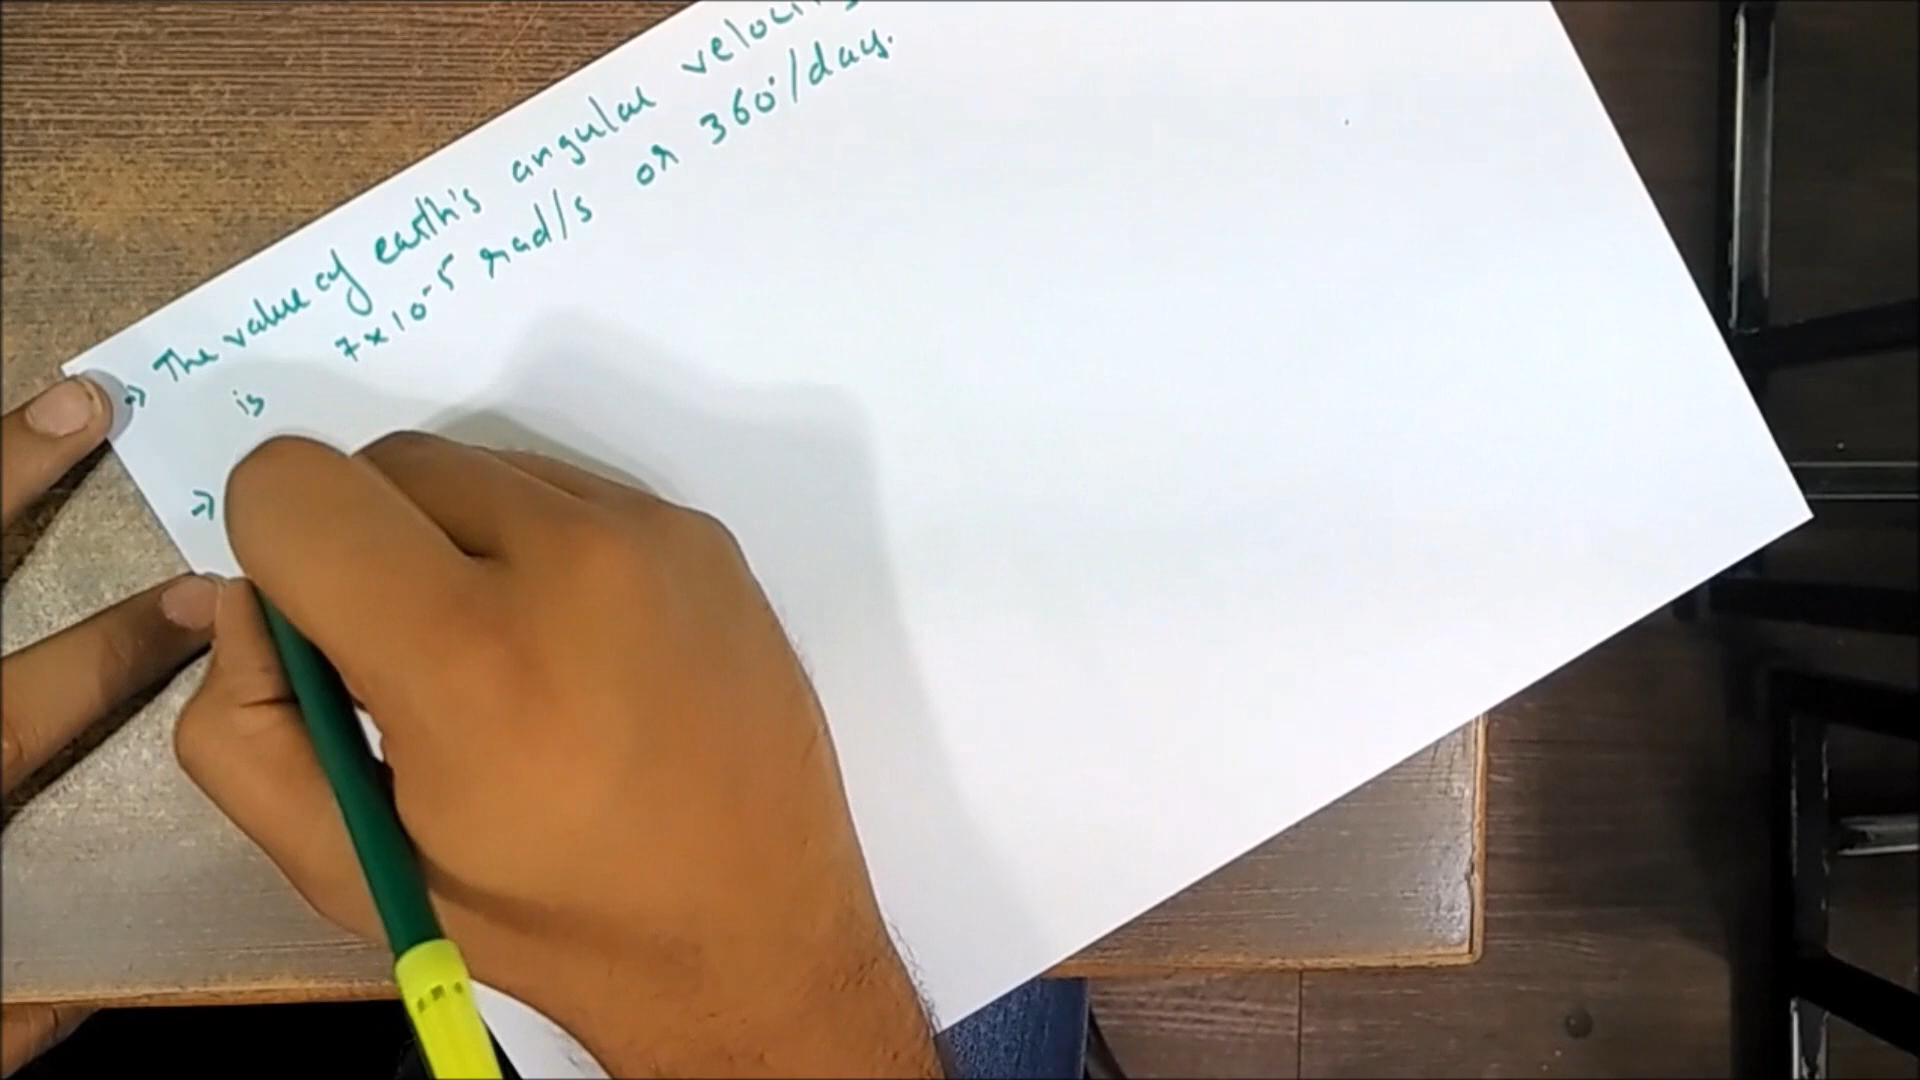 ⇒ The value of earth's angular velocity
is 7×10⁻⁵ rad/s or 360°/day.
⇒